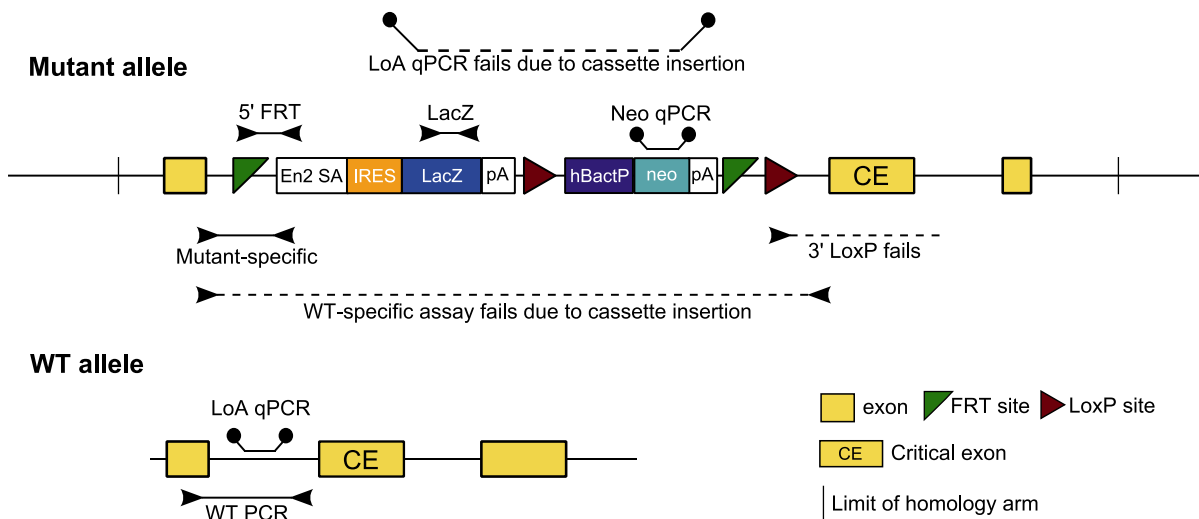 LoA qPCR fails due to cassette insertion
Mutant allele
5' FRT
LacZ
Neo qPCR
En2 SA
IRES
LacZ
pA
hBactP
neo
pA
CE
Mutant-specific
3' LoxP fails
WT-specific assay fails due to cassette insertion
WT allele
LoA qPCR
CE
WT PCR
exon
FRT site
LoxP site
CE
Critical exon
Limit of homology arm